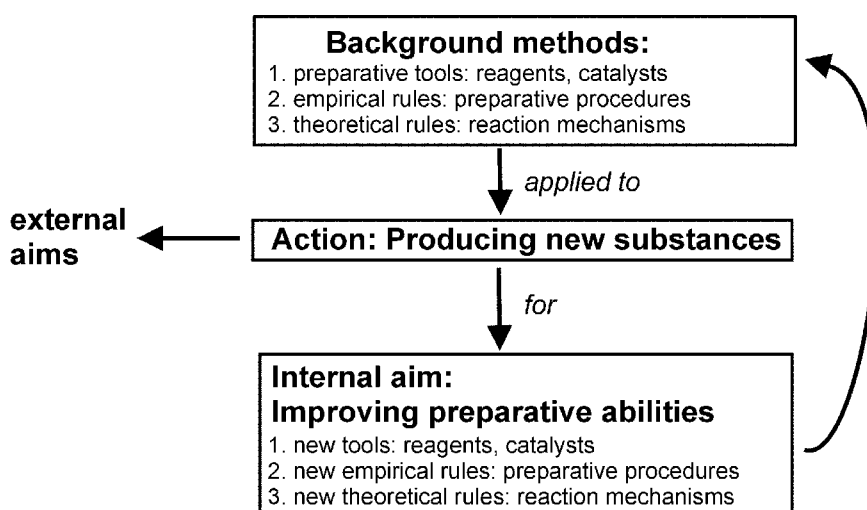 Background methods:
1. preparative tools: reagents, catalysts
2. empirical rules: preparative procedures
3. theoretical rules: reaction mechanisms
applied to
external
aims
Action: Producing new substances
for
Internal aim:
Improving preparative abilities
1. new tools: reagents, catalysts
2. new empirical rules: preparative procedures
3. new theoretical rules: reaction mechanisms